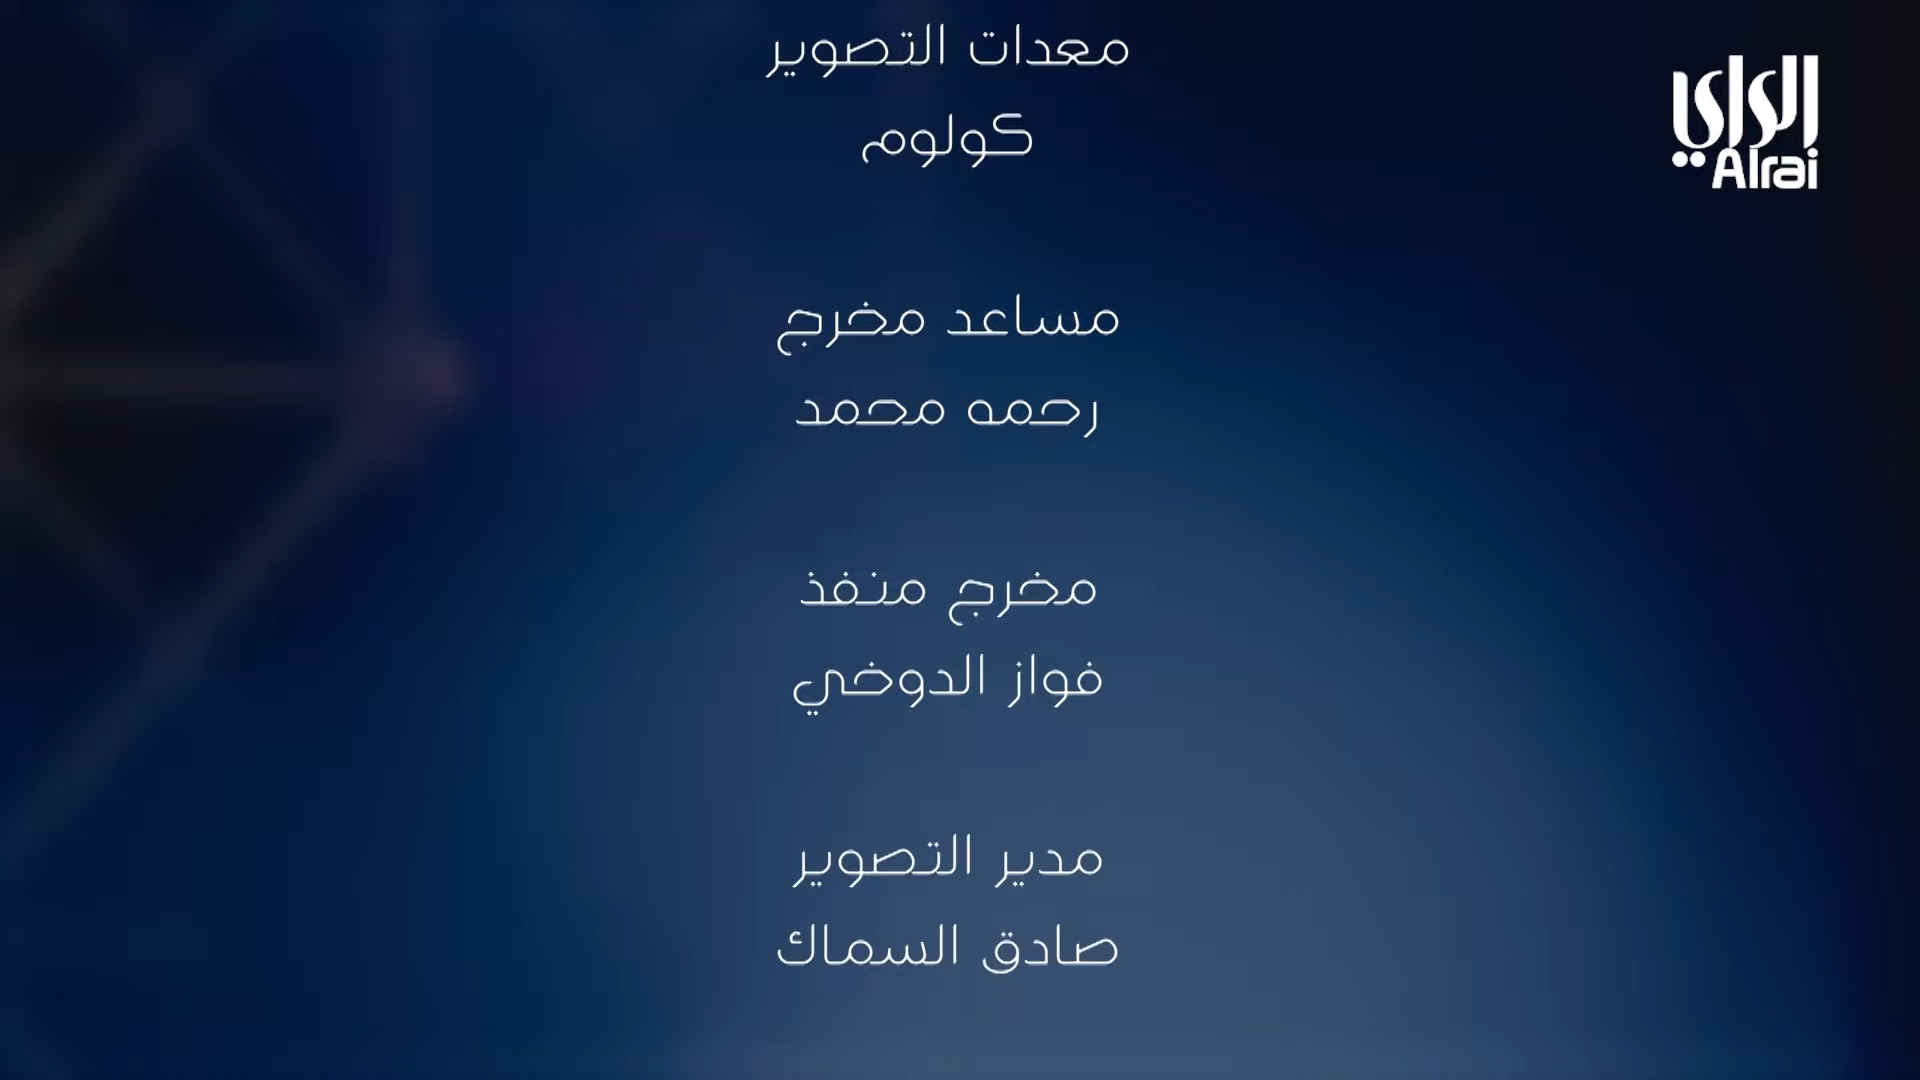 معدات التصوير
كولوم
مساعد مخرج
رحمه محمد
مخرج منفذ
فواز الدوخي
مدير التصوير
صادق السماك
الراي
Alrai